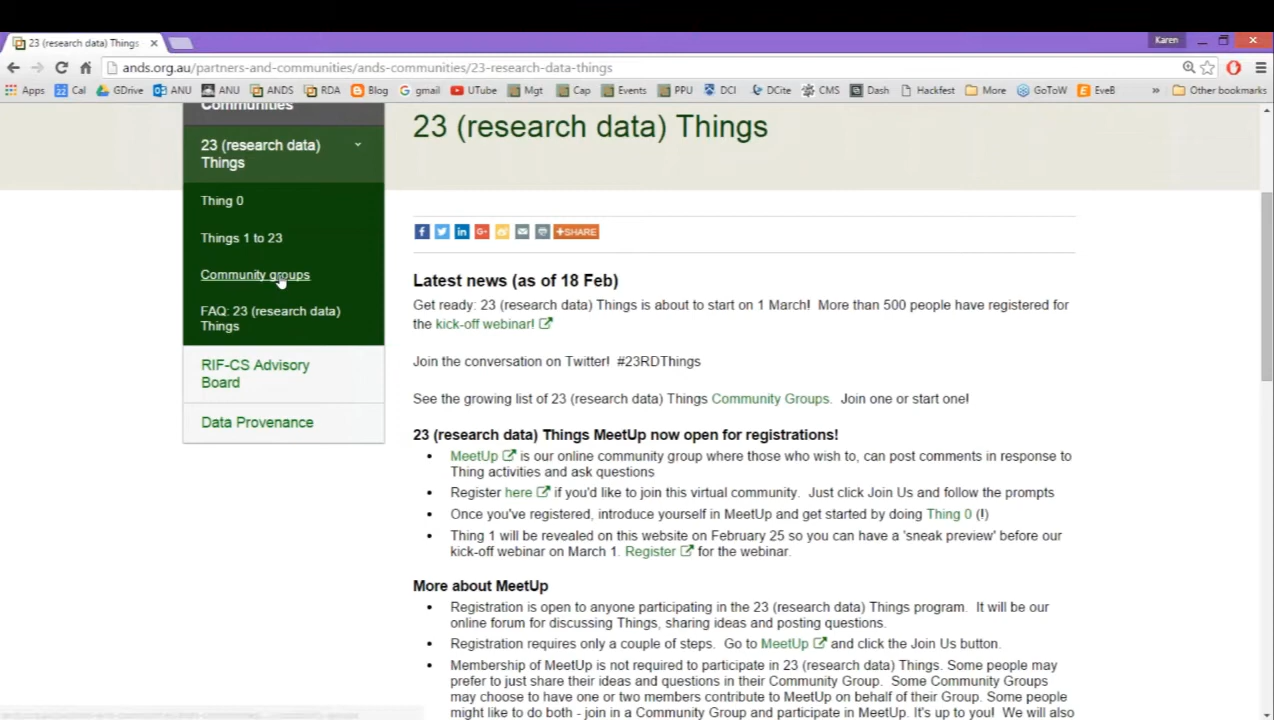 23 (research data) Things
Karen
ands.org.au/partners-and-communities/ands-communities/23-research-data-things
Apps Cal GDrive ANU ANU ANDS RDA Blog gmail UTube Mgt Cap Events PPU DCI DCite CMS Dash Hackfest More GoToW EveB » Other bookmarks
Communities
23 (research data)
Things
Thing 0
Things 1 to 23
Community groups
FAQ: 23 (research data)
Things
RIF-CS Advisory
Board
Data Provenance
23 (research data) Things
+SHARE
Latest news (as of 18 Feb)
Get ready: 23 (research data) Things is about to start on 1 March! More than 500 people have registered for
the kick-off webinar!
Join the conversation on Twitter! #23RDThings
See the growing list of 23 (research data) Things Community Groups. Join one or start one!
23 (research data) Things MeetUp now open for registrations!
• MeetUp is our online community group where those who wish to, can post comments in response to
Thing activities and ask questions
• Register here if you'd like to join this virtual community. Just click Join Us and follow the prompts
• Once you've registered, introduce yourself in MeetUp and get started by doing Thing 0 (!)
• Thing 1 will be revealed on this website on February 25 so you can have a 'sneak preview' before our
kick-off webinar on March 1. Register for the webinar.
More about MeetUp
• Registration is open to anyone participating in the 23 (research data) Things program. It will be our
online forum for discussing Things, sharing ideas and posting questions.
• Registration requires only a couple of steps. Go to MeetUp and click the Join Us button.
• Membership of MeetUp is not required to participate in 23 (research data) Things. Some people may
prefer to just share their ideas and questions in their Community Group. Some Community Groups
may choose to have one or two members contribute to MeetUp on behalf of their Group. Some people
might like to do both - join in a Community Group and participate in MeetUp. It's up to you! We will also